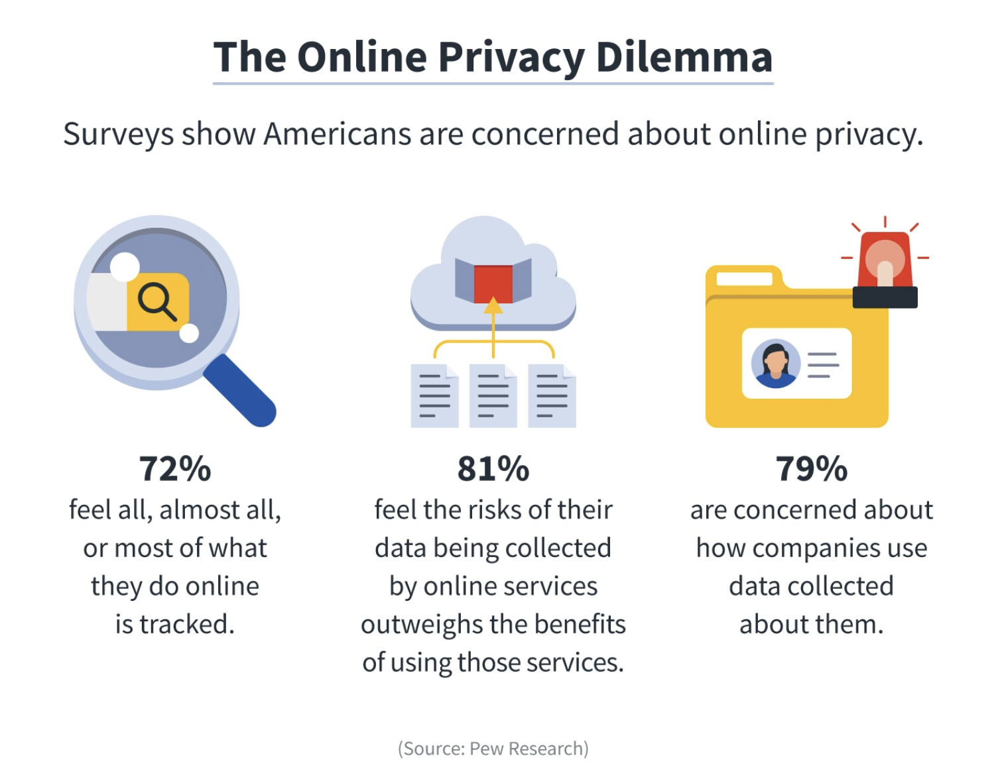 The Online Privacy Dilemma
Surveys show Americans are concerned about online privacy.
72%
feel all, almost all,
or most of what
they do online
is tracked.
81%
feel the risks of their
data being collected
by online services
outweighs the benefits
of using those services.
79%
are concerned about
how companies use
data collected
about them.
(Source: Pew Research)